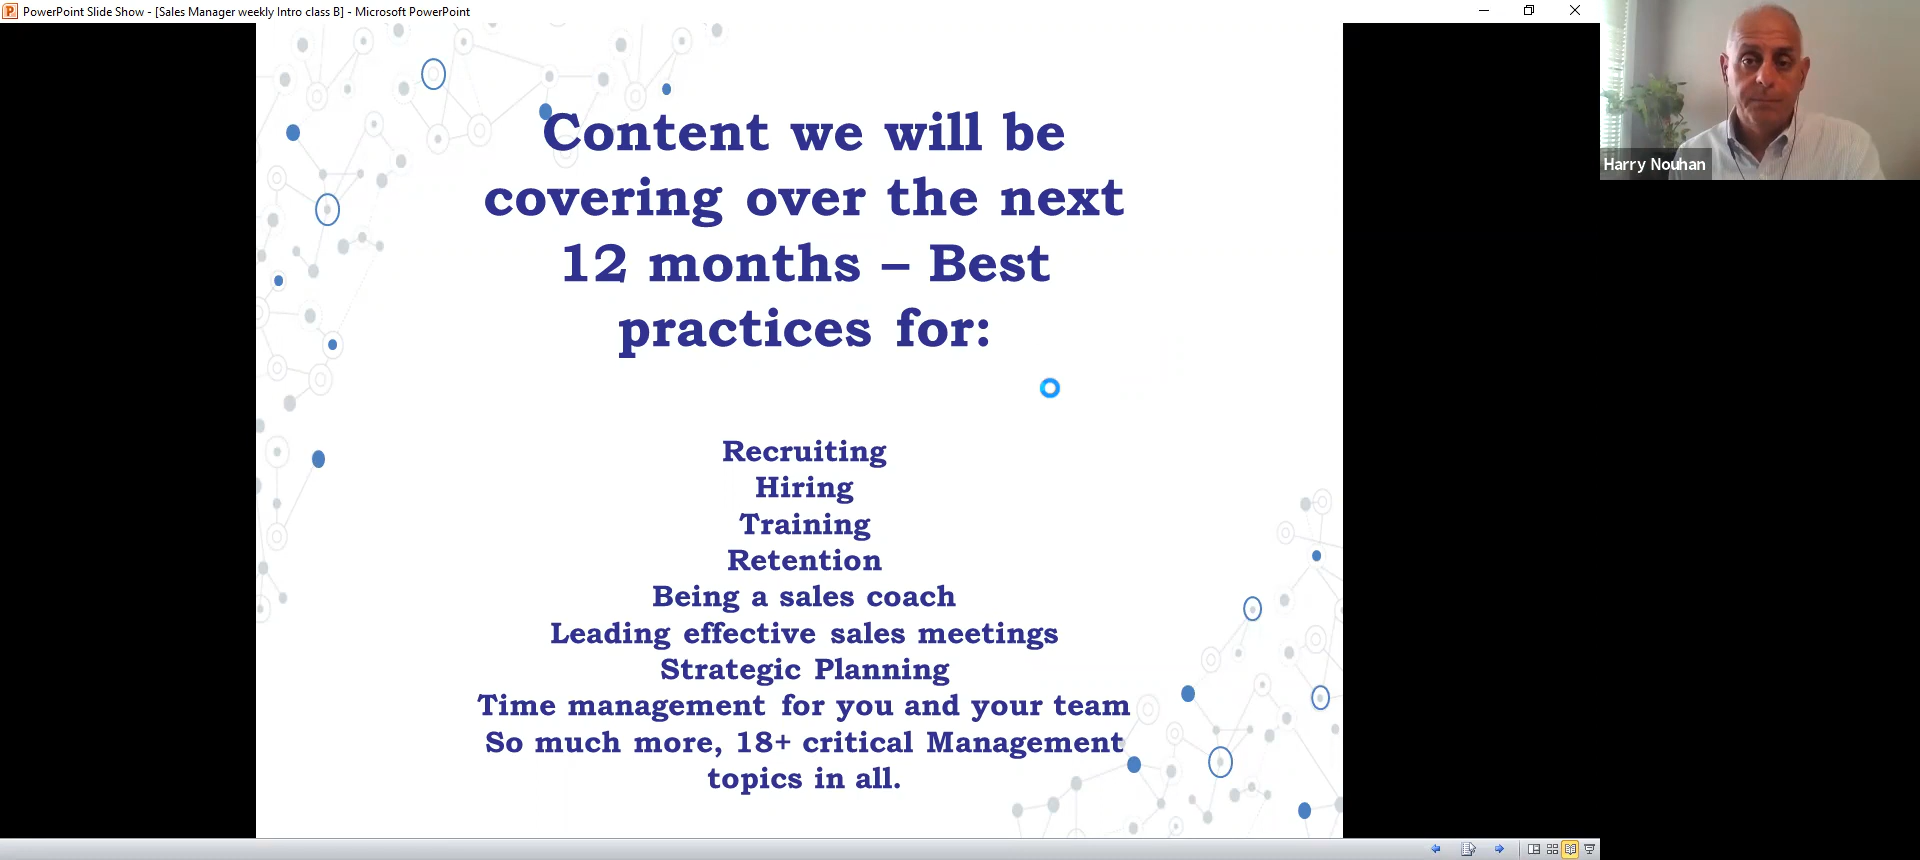 PowerPoint Slide Show - [Sales Manager weekly Intro class B] - Microsoft PowerPoint
Harry Nouhan
Content we will be
covering over the next
12 months – Best
practices for:
Recruiting
Hiring
Training
Retention
Being a sales coach
Leading effective sales meetings
Strategic Planning
Time management for you and your team
So much more, 18+ critical Management
topics in all.